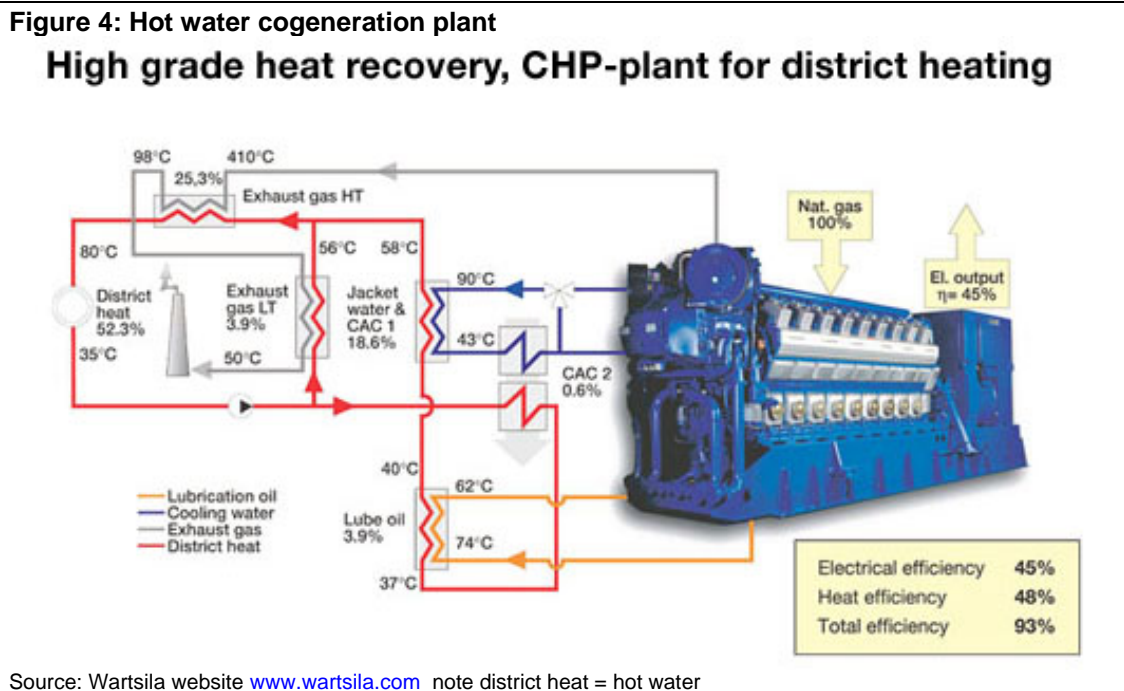 Figure 4: Hot water cogeneration plant
High grade heat recovery, CHP-plant for district heating
98°C
410°C
25,3%
Exhaust gas HT
80°C
56°C
58°C
Nat. gas
100%
El. output
η= 45%
90°C
District
heat
52.3%
Exhaust
gas LT
3.9%
Jacket
water &
CAC 1
18.6%
43°C
35°C
50°C
CAC 2
0.6%
40°C
62°C
Lubrication oil
Cooling water
Exhaust gas
District heat
Lube oil
3.9%
74°C
37°C
Electrical efficiency 45%
Heat efficiency 48%
Total efficiency 93%
Source: Wartsila website www.wartsila.com note district heat = hot water